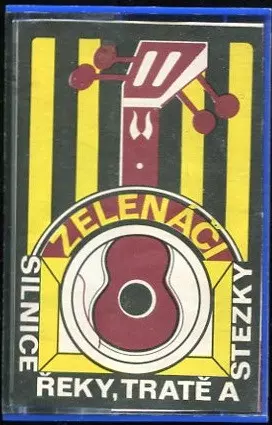 ZELENÁČI
SILNICE
ŘEKY, TRATĚ A
STEZKY